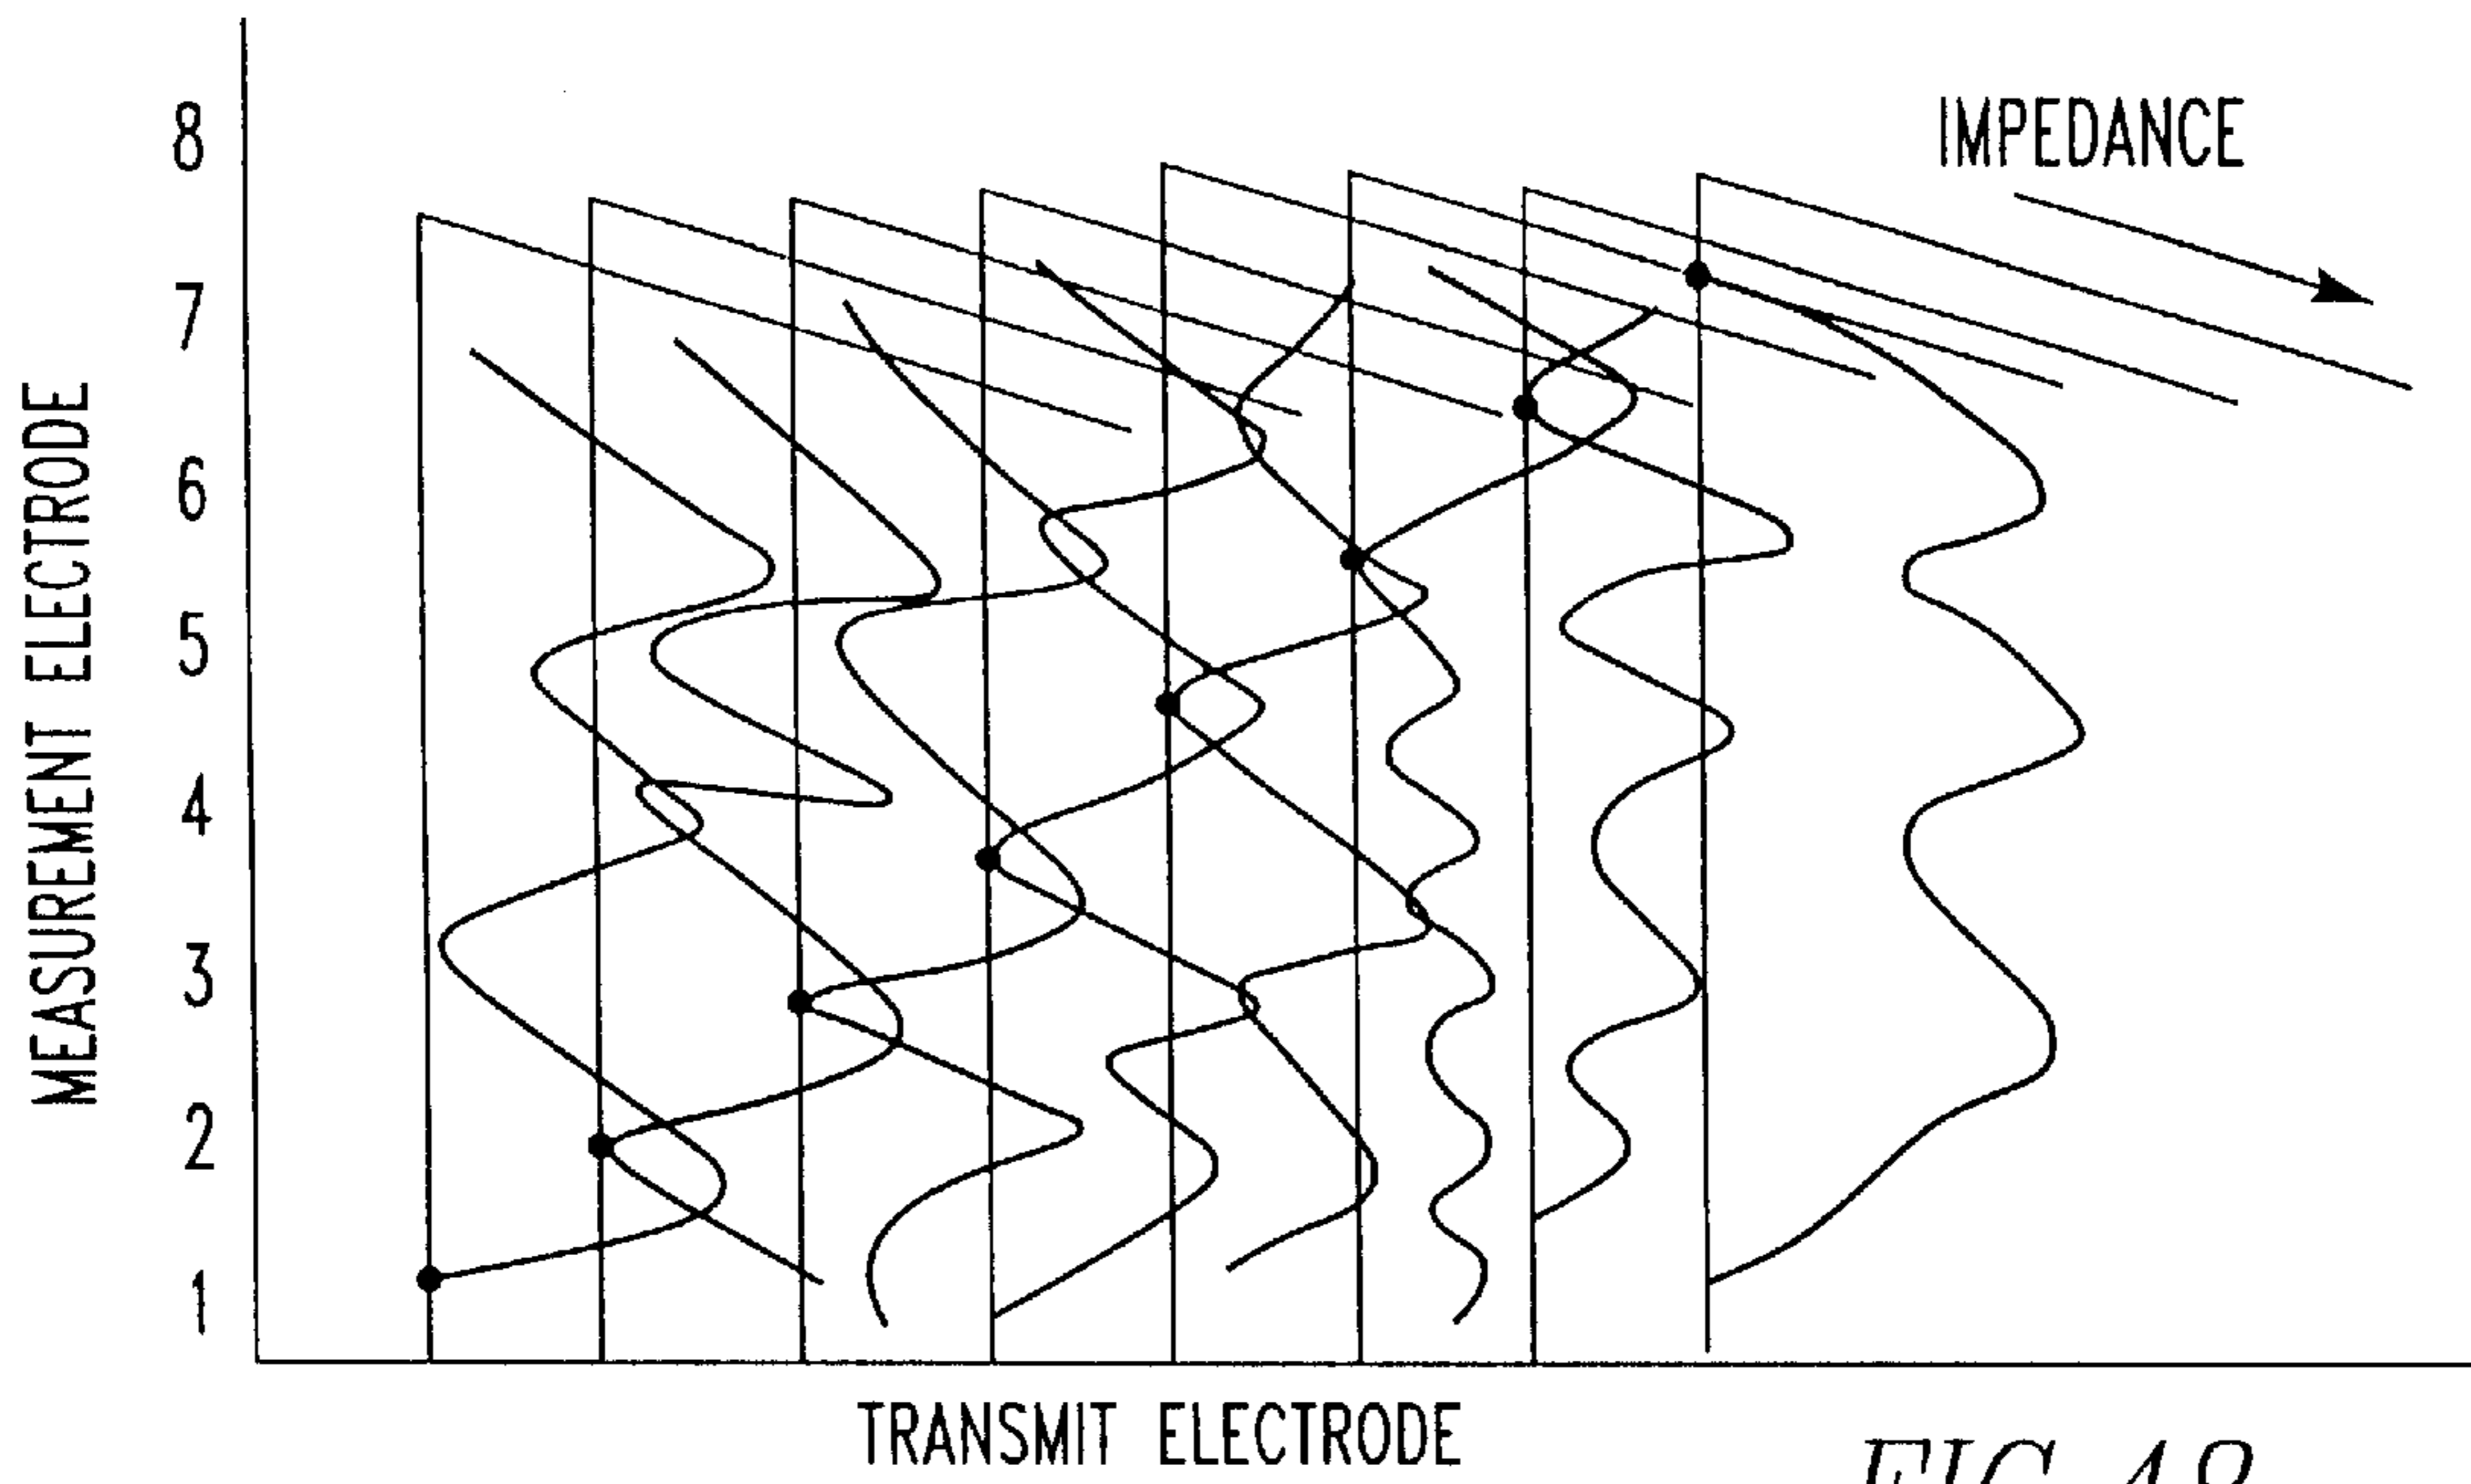 IMPEDANCE
MEASUREMENT ELECTRODE
8
7
6
5
4
3
2
1
TRANSMIT ELECTRODE